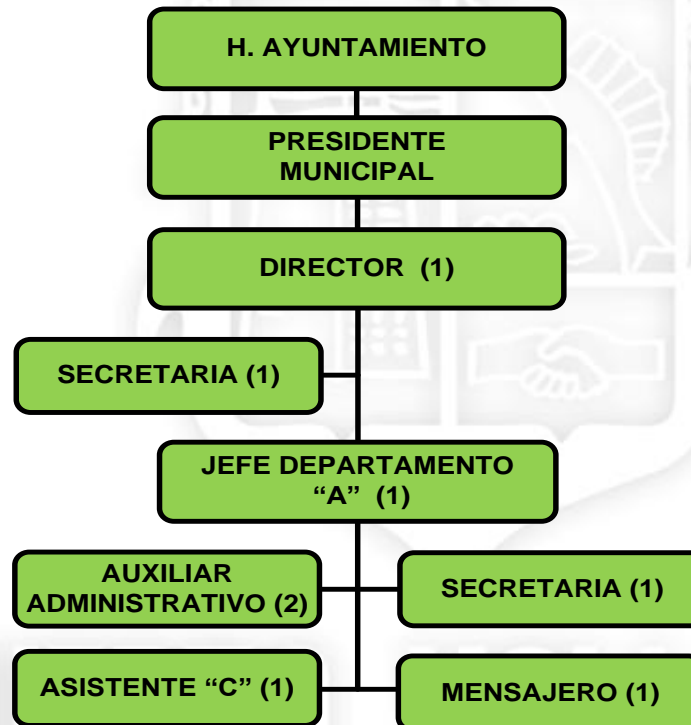 H. AYUNTAMIENTO
PRESIDENTE
MUNICIPAL
DIRECTOR (1)
SECRETARIA (1)
JEFE DEPARTAMENTO
“A” (1)
AUXILIAR
ADMINISTRATIVO (2)
SECRETARIA (1)
ASISTENTE “C” (1)
MENSAJERO (1)